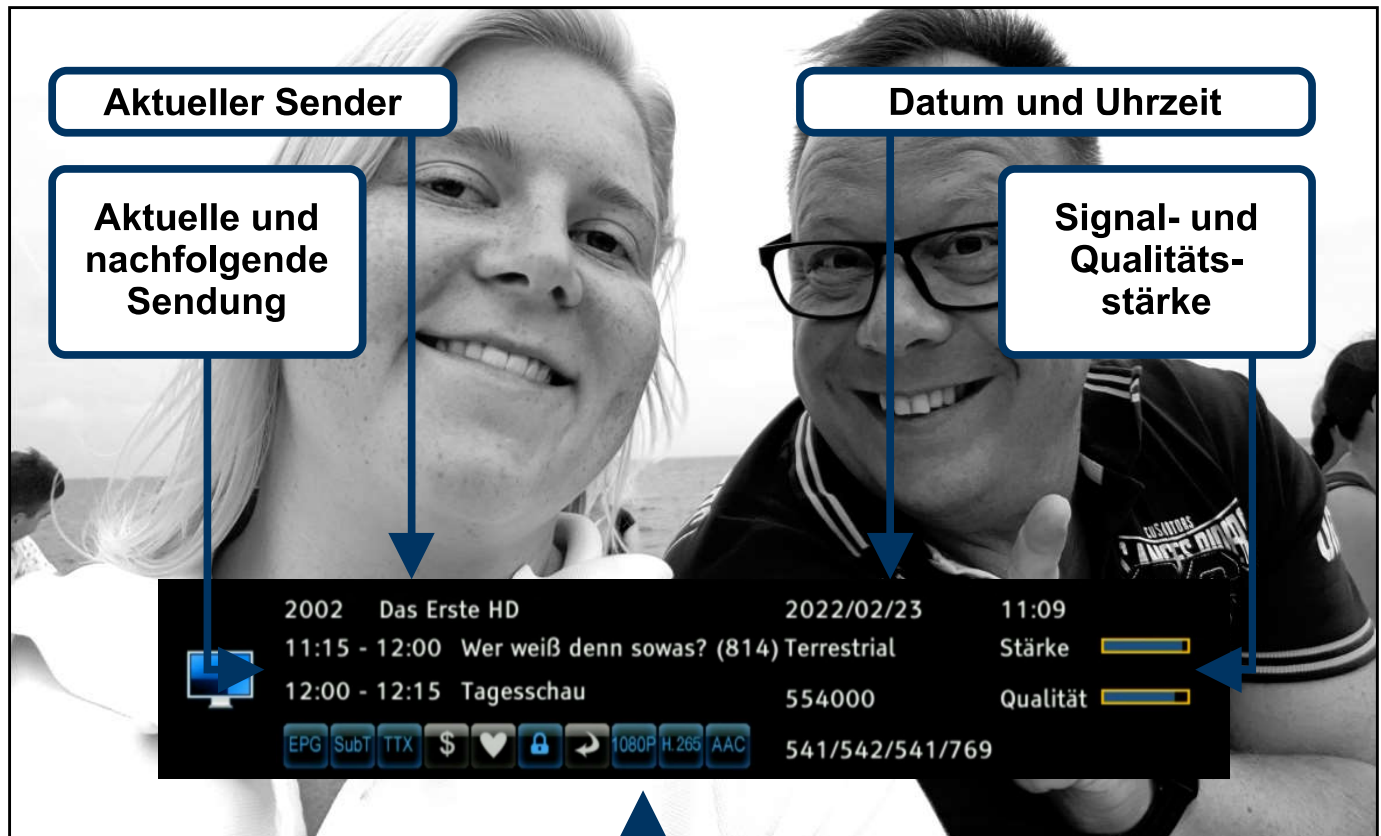 Aktueller Sender
Datum und Uhrzeit
Aktuelle und
nachfolgende
Sendung
Signal- und
Qualitäts-
stärke
2002 Das Erste HD 2022/02/23 11:09
11:15 - 12:00 Wer weiß denn sowas? (814) Terrestrial Stärke
12:00 - 12:15 Tagesschau
554000 Qualität
EPG SubT TTX $ 1080P H.265 AAC
541/542/541/769